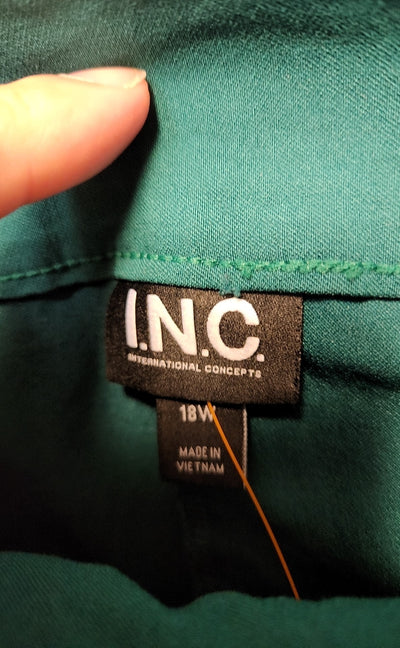 I.N.C.
INTERNATIONAL CONCEPTS
18W
MADE IN
VIETNAM